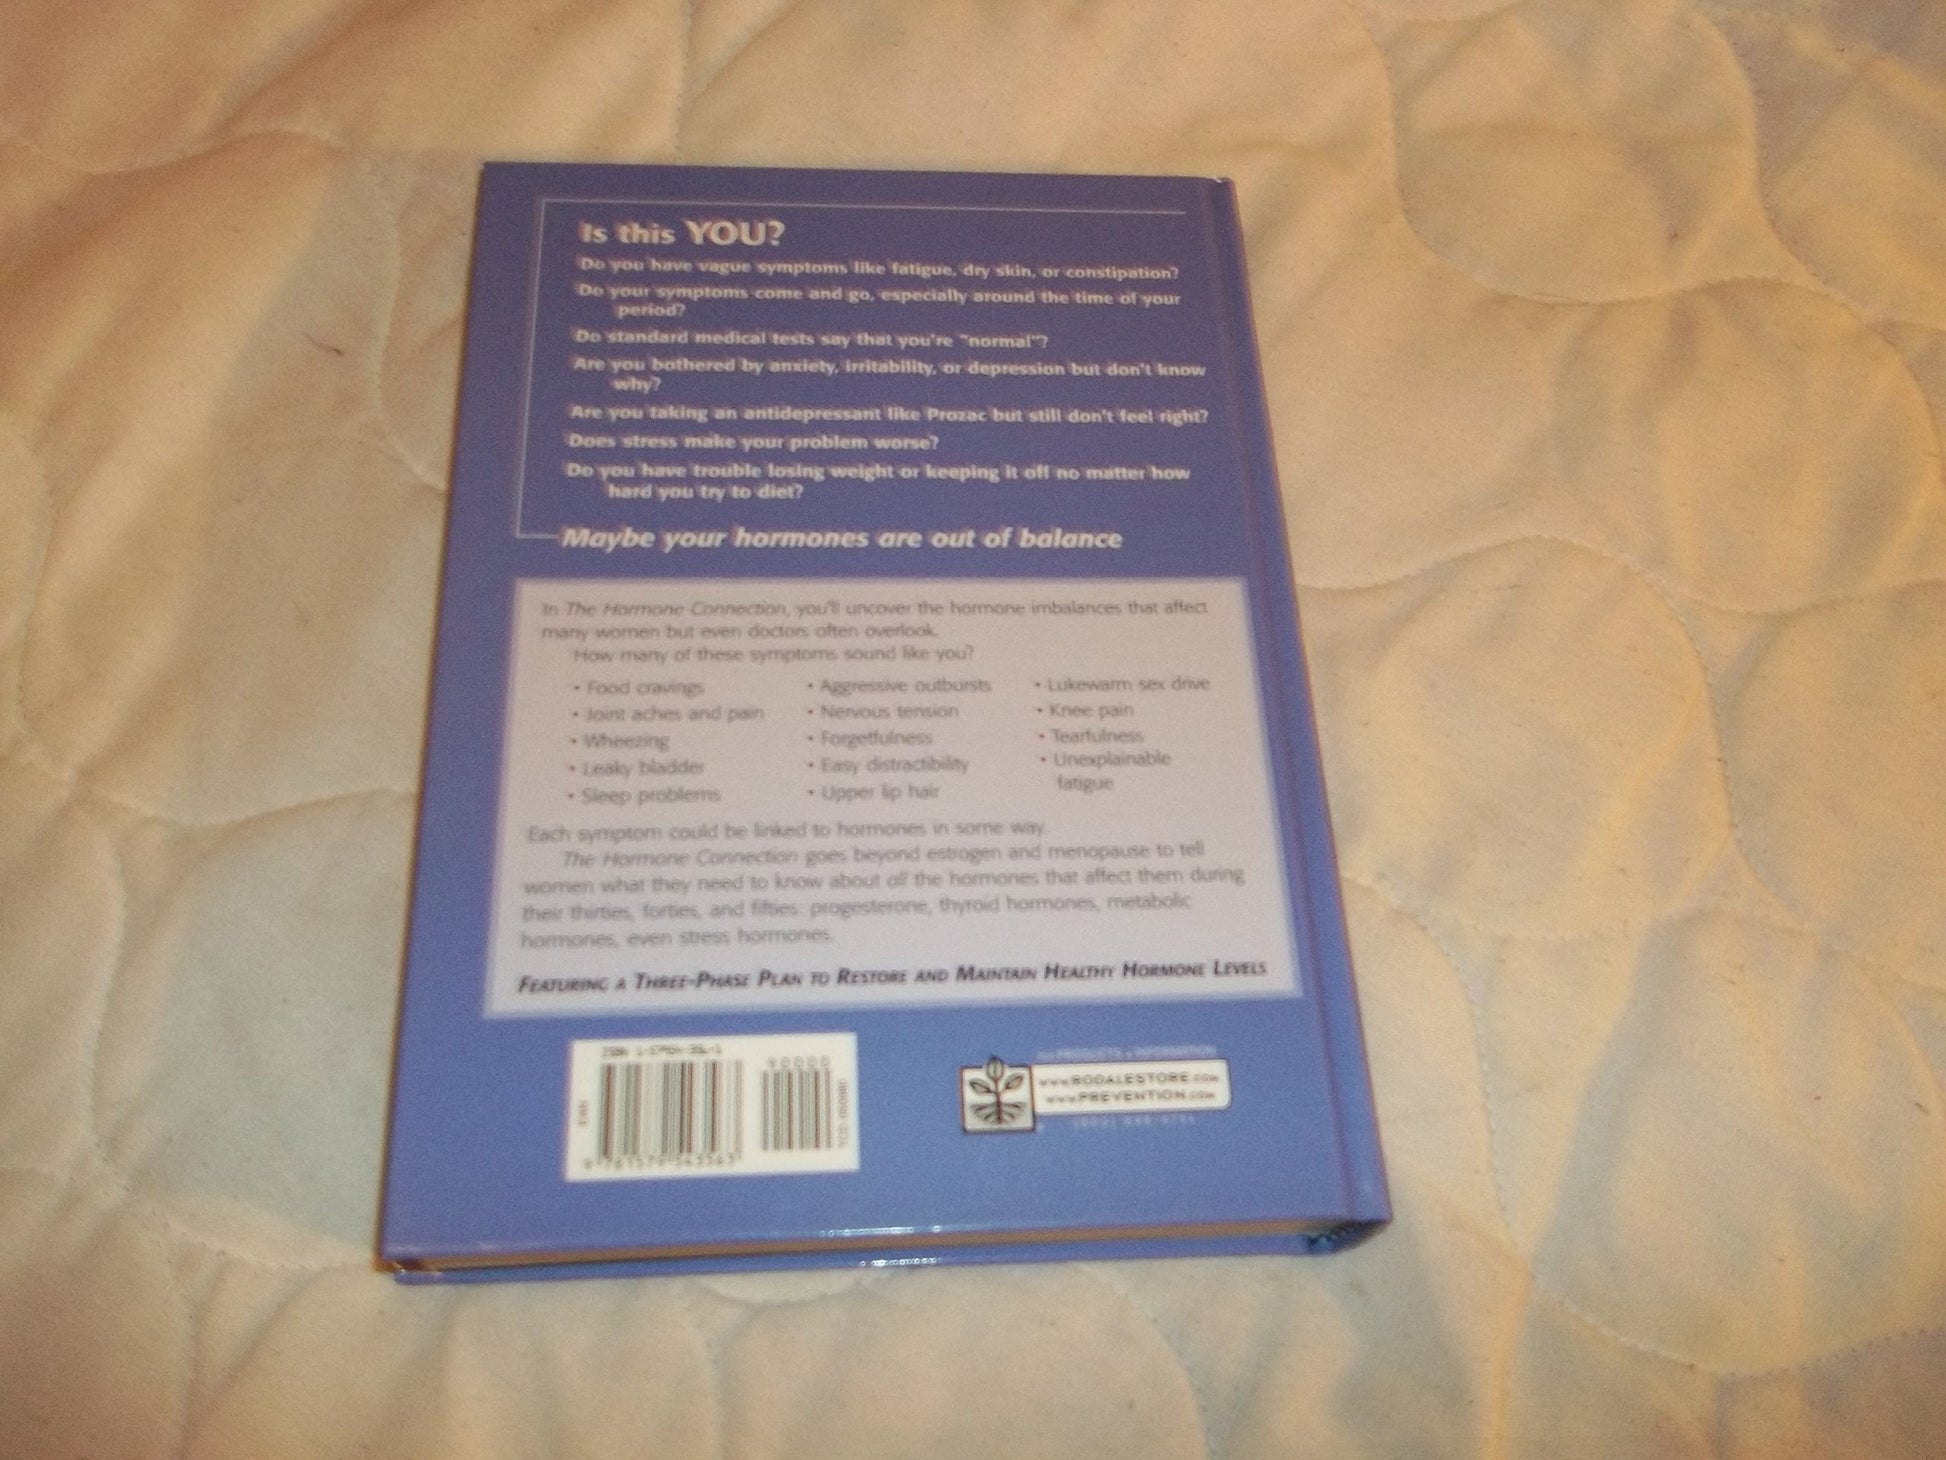 Is this YOU?
Do you have vague symptoms like fatigue, dry skin, or constipation?
Do your symptoms come and go, especially around the time of your
period?
Do standard medical tests say that you're "normal"?
Are you bothered by anxiety, irritability, or depression but don't know
why?
Are you taking an antidepressant like Prozac but still don't feel right?
Does stress make your problem worse?
Do you have trouble losing weight or keeping it off no matter how
hard you try to diet?
Maybe your hormones are out of balance
In The Hormone Connection, you'll uncover the hormone imbalances that affect
many women but even doctors often overlook.
How many of these symptoms sound like you?
• Food cravings
• Joint aches and pain
• Wheezing
• Leaky bladder
• Sleep problems
• Aggressive outbursts
• Nervous tension
• Forgetfulness
• Easy distractibility
• Upper lip hair
• Lukewarm sex drive
• Knee pain
• Tearfulness
• Unexplainable
fatigue
Each symptom could be linked to hormones in some way.
The Hormone Connection goes beyond estrogen and menopause to tell
women what they need to know about all the hormones that affect them during
their thirties, forties, and fifties: progesterone, thyroid hormones, metabolic
hormones, even stress hormones.
FEATURING A THREE-PHASE PLAN TO RESTORE AND MAINTAIN HEALTHY HORMONE LEVELS
ISBN
90000
www.RODALESTORE.com
www.PREVENTION.com